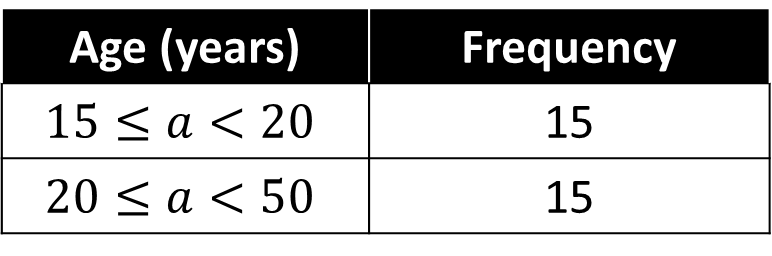 Age (years) Frequency
15 ≤ a < 20 15
20 ≤ a < 50 15